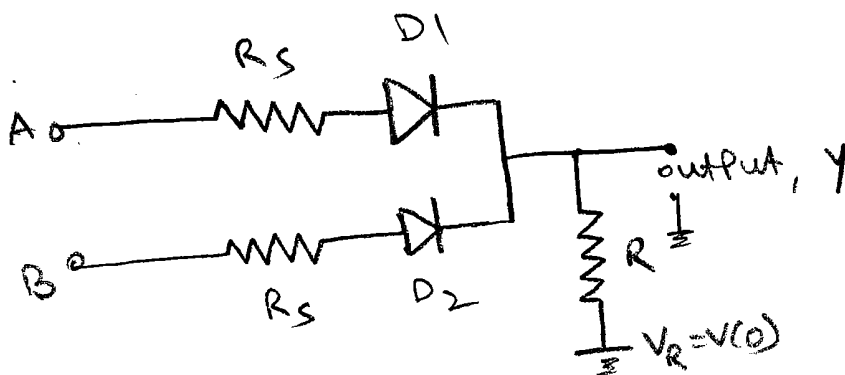 D1
Rs
A
output, Y
B
Rs
D2
R
VR=V(0)